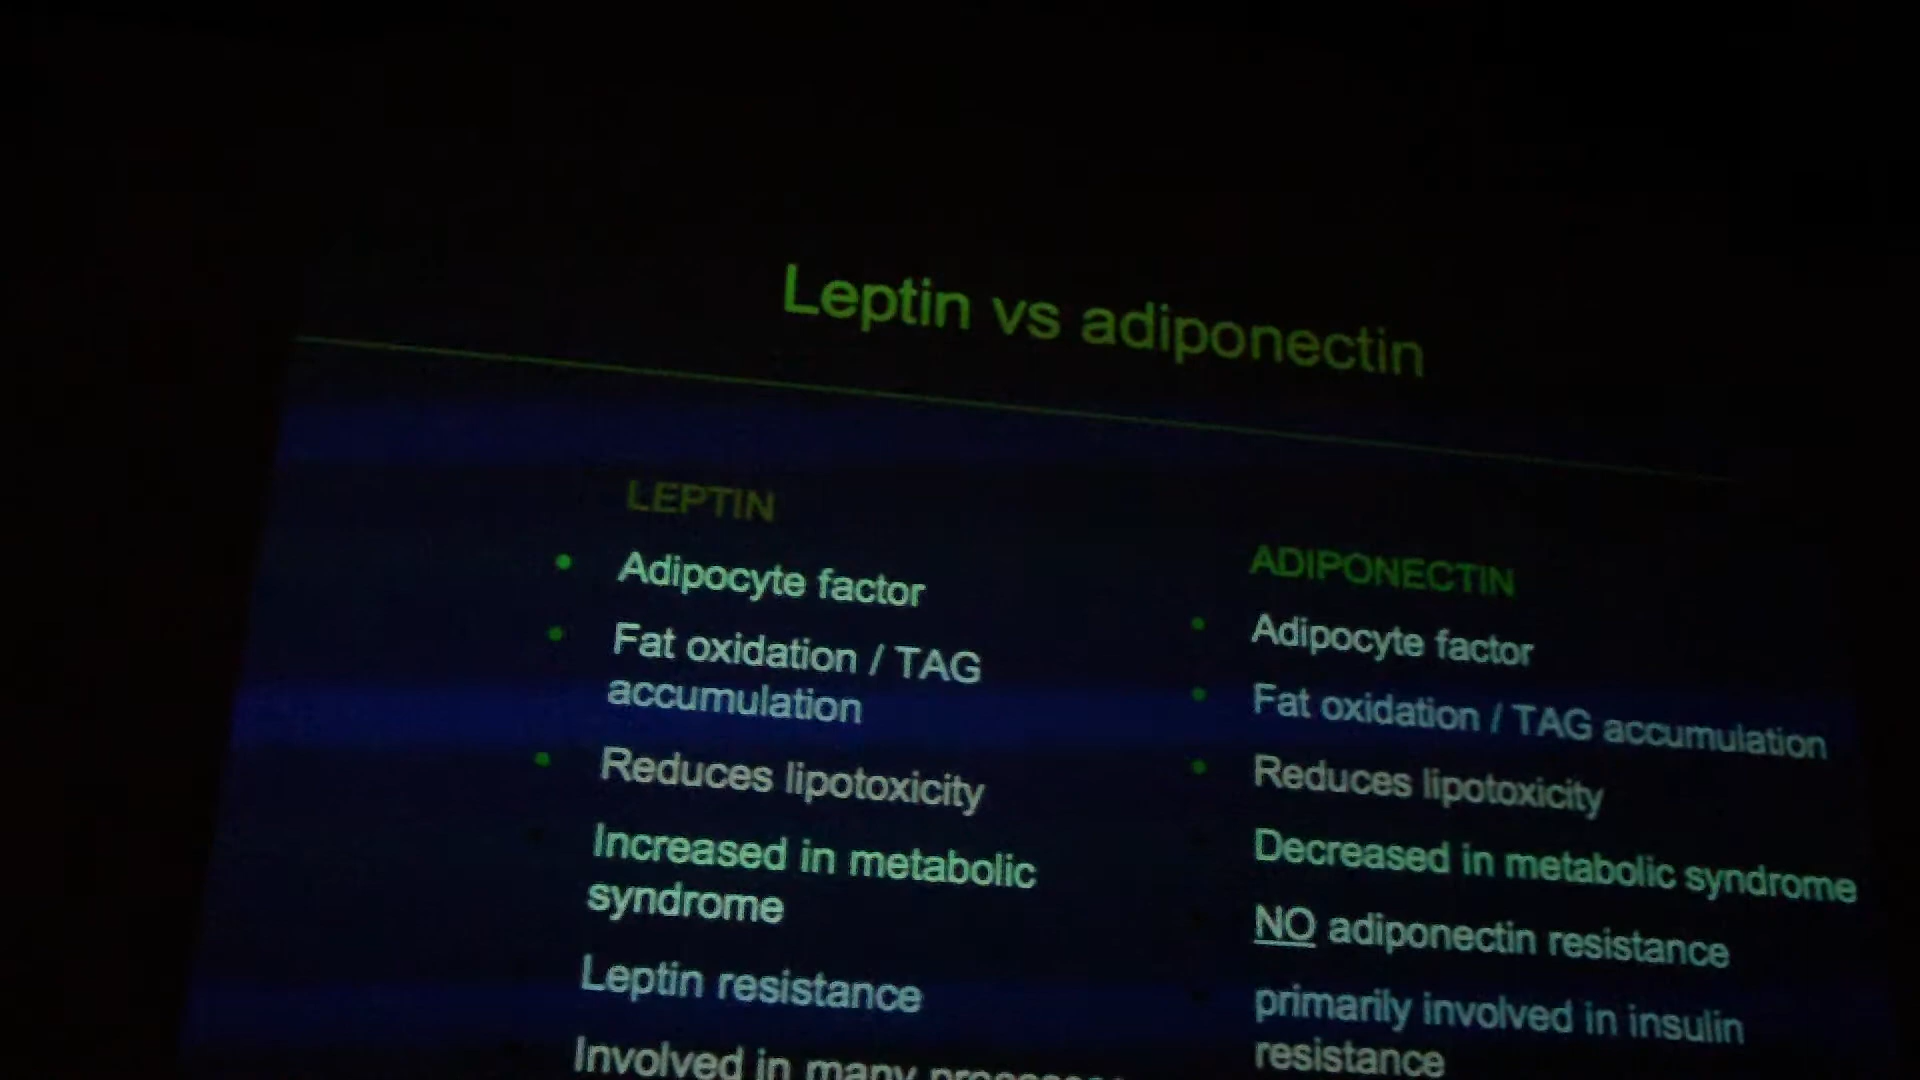 Leptin vs adiponectin
LEPTIN
• Adipocyte factor
• Fat oxidation / TAG
accumulation
• Reduces lipotoxicity
Increased in metabolic
syndrome
Leptin resistance
Involved in many
ADIPONECTIN
• Adipocyte factor
• Fat oxidation / TAG accumulation
• Reduces lipotoxicity
Decreased in metabolic syndrome
NO adiponectin resistance
primarily involved in insulin
resistance